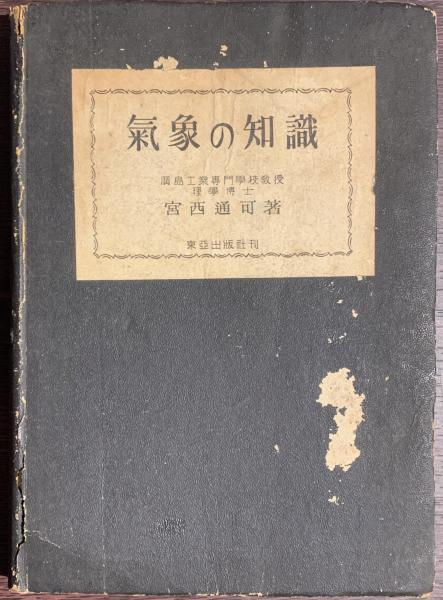 氣象の知識
廣島工業専門學校敎授
理學博士
宮西通可著
東亞出版社刊